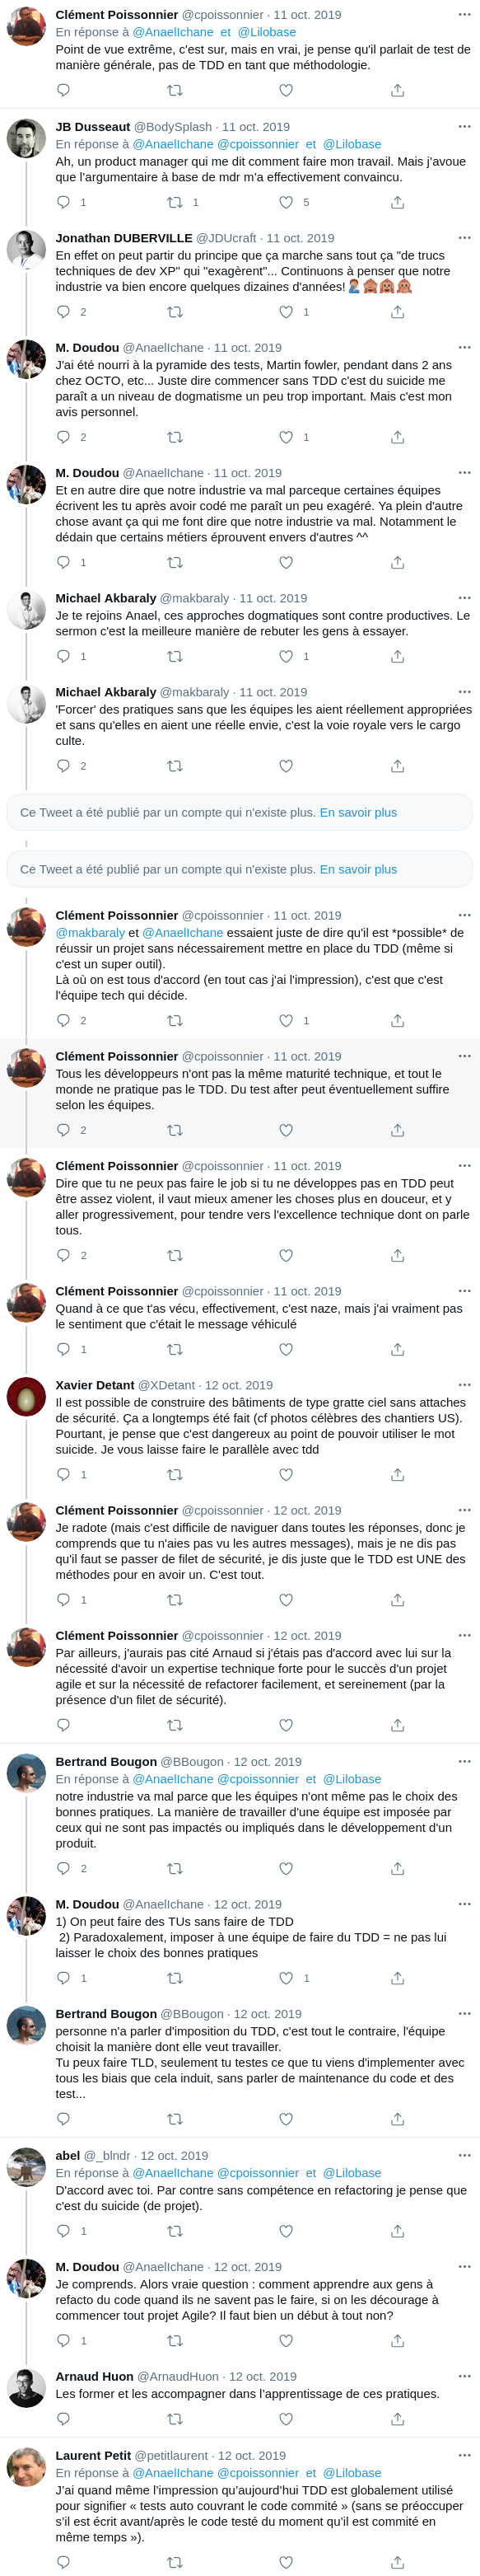 Clément Poissonnier @cpoissonnier · 11 oct. 2019
En réponse à @AnaelIchane et @Lilobase
Point de vue extrême, c'est sur, mais en vrai, je pense qu'il parlait de test de
manière générale, pas de TDD en tant que méthodologie.
JB Dusseaut @BodySplash · 11 oct. 2019
En réponse à @AnaelIchane @cpoissonnier et @Lilobase
Ah, un product manager qui me dit comment faire mon travail. Mais j’avoue
que l’argumentaire à base de mdr m’a effectivement convaincu.
1 1 5
Jonathan DUBERVILLE @JDUcraft · 11 oct. 2019
En effet on peut partir du principe que ça marche sans tout ça "de trucs
techniques de dev XP" qui "exagèrent"... Continuons à penser que notre
industrie va bien encore quelques dizaines d'années! 🤦‍♂️🙈🙉🙊
2 1
M. Doudou @AnaelIchane · 11 oct. 2019
J'ai été nourri à la pyramide des tests, Martin fowler, pendant dans 2 ans
chez OCTO, etc... Juste dire commencer sans TDD c'est du suicide me
paraît a un niveau de dogmatisme un peu trop important. Mais c'est mon
avis personnel.
2 1
M. Doudou @AnaelIchane · 11 oct. 2019
Et en autre dire que notre industrie va mal parceque certaines équipes
écrivent les tests après avoir codé me paraît un peu exagéré. Ya plein d'autre
chose avant ça qui me font dire que notre industrie va mal. Notamment le
dédain que certains métiers éprouvent envers d'autres ^^
1
Michael Akbaraly @makbaraly · 11 oct. 2019
Je te rejoins Anael, ces approches dogmatiques sont contre productives. Le
sermon c'est la meilleure manière de rebuter les gens à essayer.
1 1
Michael Akbaraly @makbaraly · 11 oct. 2019
'Forcer' des pratiques sans que les équipes les aient réellement appropriées
et sans qu'elles en aient une réelle envie, c'est la voie royale vers le cargo
culte.
2
Ce Tweet a été publié par un compte qui n'existe plus. En savoir plus
Ce Tweet a été publié par un compte qui n'existe plus. En savoir plus
Clément Poissonnier @cpoissonnier · 11 oct. 2019
@makbaraly et @AnaelIchane essaient juste de dire qu'il est *possible* de
réussir un projet sans nécessairement mettre en place du TDD (même si
c'est un super outil).
Là où on est tous d'accord (en tout cas j'ai l'impression), c'est que c'est
l'équipe tech qui décide.
2 1
Clément Poissonnier @cpoissonnier · 11 oct. 2019
Tous les développeurs n'ont pas la même maturité technique, et tout le
monde ne pratique pas le TDD. Du test after peut éventuellement suffire
selon les équipes.
2
Clément Poissonnier @cpoissonnier · 11 oct. 2019
Dire que tu ne peux pas faire le job si tu ne développes pas en TDD peut
être assez violent, il vaut mieux amener les choses plus en douceur, et y
aller progressivement, pour tendre vers l'excellence technique dont on parle
tous.
2
Clément Poissonnier @cpoissonnier · 11 oct. 2019
Quand à ce que t'as vécu, effectivement, c'est naze, mais j'ai vraiment pas
le sentiment que c'était le message véhiculé
1
Xavier Detant @XDetant · 12 oct. 2019
Il est possible de construire des bâtiments de type gratte ciel sans attaches
de sécurité. Ça a longtemps été fait (cf photos célèbres des chantiers US).
Pourtant, je pense que c'est dangereux au point de pouvoir utiliser le mot
suicide. Je vous laisse faire le parallèle avec tdd
1
Clément Poissonnier @cpoissonnier · 12 oct. 2019
Je radote (mais c'est difficile de naviguer dans toutes les réponses, donc je
comprends que tu n'aies pas vu les autres messages), mais je ne dis pas
qu'il faut se passer de filet de sécurité, je dis juste que le TDD est UNE des
méthodes pour en avoir un. C'est tout.
1
Clément Poissonnier @cpoissonnier · 12 oct. 2019
Par ailleurs, j'aurais pas cité Arnaud si j'étais pas d'accord avec lui sur la
nécessité d'avoir un expertise technique forte pour le succès d'un projet
agile et sur la nécessité de refactorer facilement, et sereinement (par la
présence d'un filet de sécurité).
Bertrand Bougon @BBougon · 12 oct. 2019
En réponse à @AnaelIchane @cpoissonnier et @Lilobase
notre industrie va mal parce que les équipes n'ont même pas le choix des
bonnes pratiques. La manière de travailler d'une équipe est imposée par
ceux qui ne sont pas impactés ou impliqués dans le développement d'un
produit.
2
M. Doudou @AnaelIchane · 12 oct. 2019
1) On peut faire des TUs sans faire de TDD
2) Paradoxalement, imposer à une équipe de faire du TDD = ne pas lui
laisser le choix des bonnes pratiques
1 1
Bertrand Bougon @BBougon · 12 oct. 2019
personne n'a parler d'imposition du TDD, c'est tout le contraire, l'équipe
choisit la manière dont elle veut travailler.
Tu peux faire TLD, seulement tu testes ce que tu viens d'implementer avec
tous les biais que cela induit, sans parler de maintenance du code et des
test...
abel @_blndr · 12 oct. 2019
En réponse à @AnaelIchane @cpoissonnier et @Lilobase
D'accord avec toi. Par contre sans compétence en refactoring je pense que
c'est du suicide (de projet).
1
M. Doudou @AnaelIchane · 12 oct. 2019
Je comprends. Alors vraie question : comment apprendre aux gens à
refacto du code quand ils ne savent pas le faire, si on les décourage à
commencer tout projet Agile? Il faut bien un début à tout non?
1
Arnaud Huon @ArnaudHuon · 12 oct. 2019
Les former et les accompagner dans l’apprentissage de ces pratiques.
Laurent Petit @petitlaurent · 12 oct. 2019
En réponse à @AnaelIchane @cpoissonnier et @Lilobase
J’ai quand même l’impression qu’aujourd’hui TDD est globalement utilisé
pour signifier « tests auto couvrant le code commité » (sans se préoccuper
s’il est écrit avant/après le code testé du moment qu’il est commité en
même temps »).